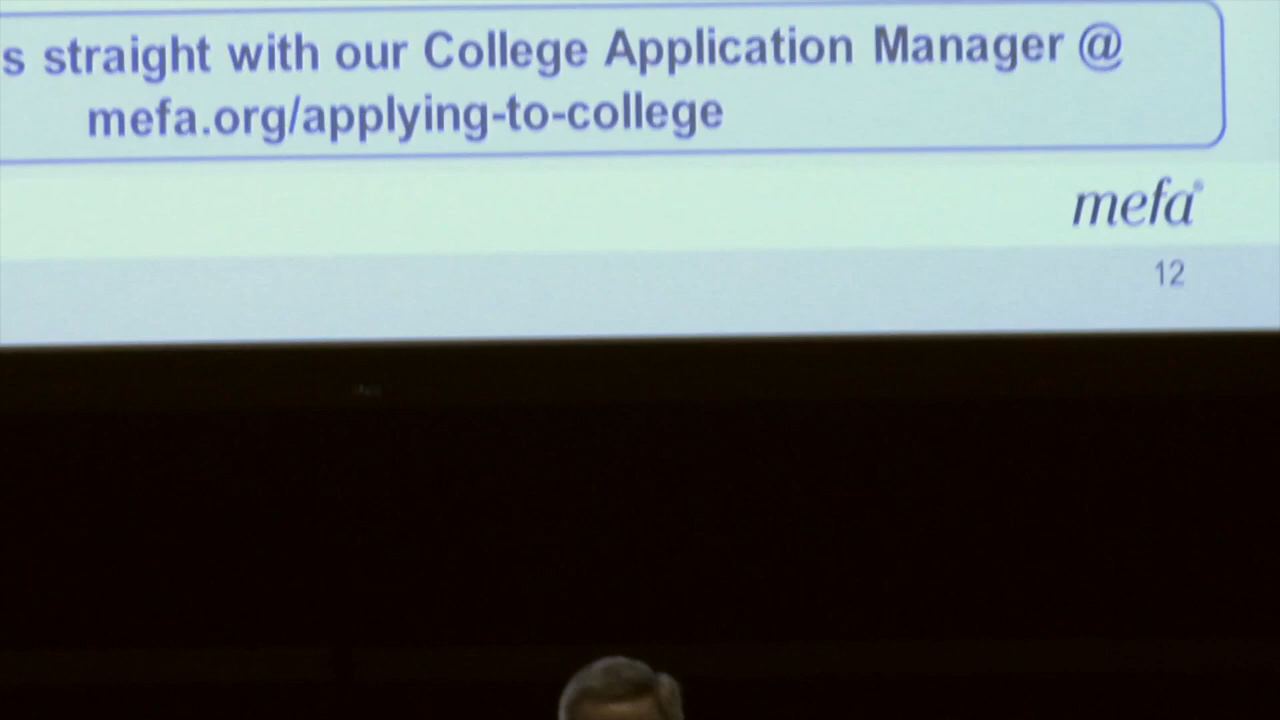 s straight with our College Application Manager @
mefa.org/applying-to-college
mefa®
12